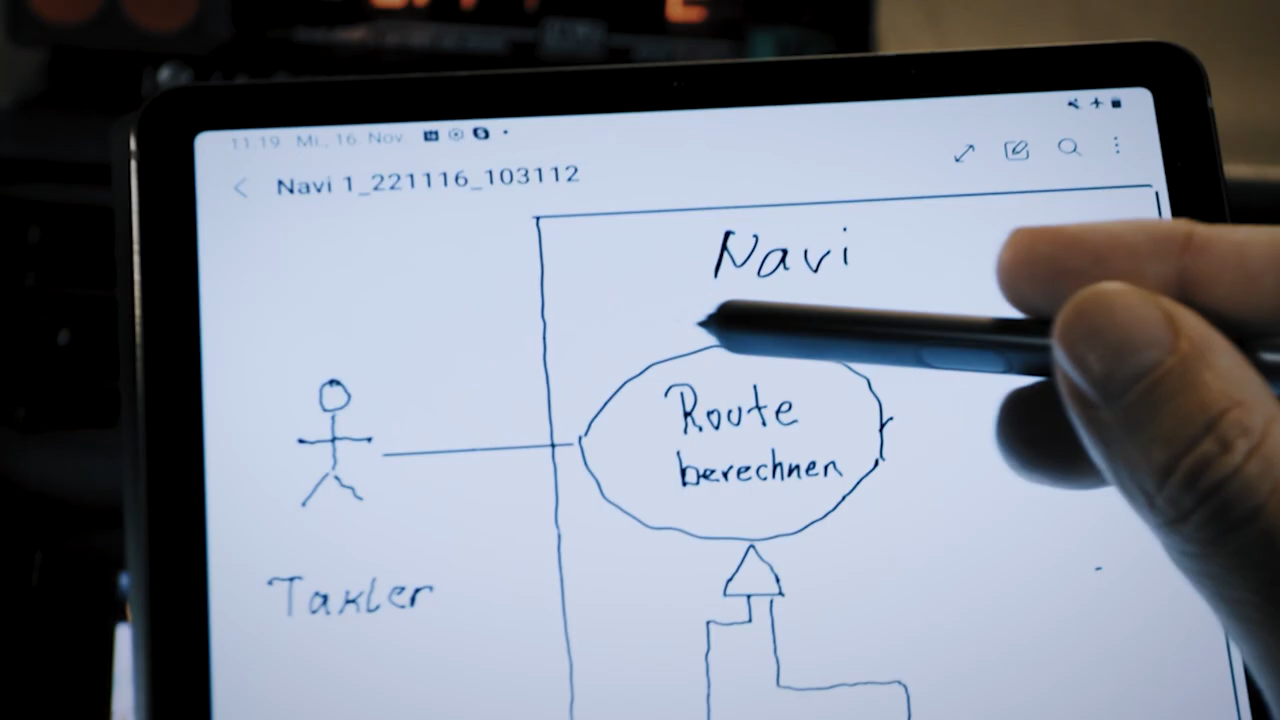 11:19 Mi., 16. Nov.
Navi 1_221116_103112
Navi
Route
berechnen
Taxler